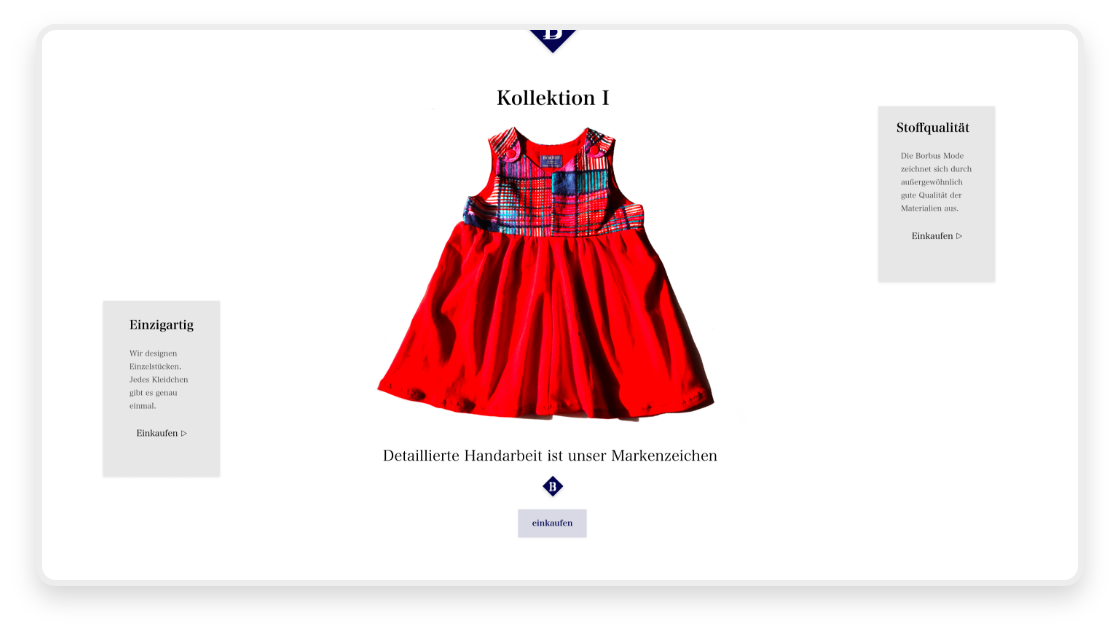 B
Kollektion I
Stoffqualität
Die Borbus Mode
zeichnet sich durch
außergewöhnlich
gute Qualität der
Materialien aus.
Einkaufen ▷
Einzigartig
Wir designen
Einzelstücken.
Jedes Kleidchen
gibt es genau
einmal.
Einkaufen ▷
Detaillierte Handarbeit ist unser Markenzeichen
B
einkaufen